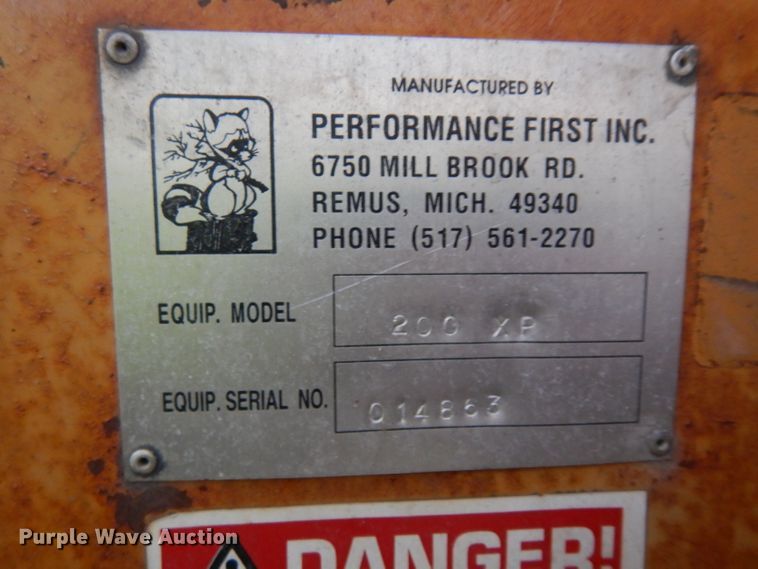 MANUFACTURED BY
PERFORMANCE FIRST INC.
6750 MILL BROOK RD.
REMUS, MICH. 49340
PHONE (517) 561-2270
EQUIP. MODEL 200 XP
EQUIP. SERIAL NO. 014863
DANGER!
Purple Wave Auction